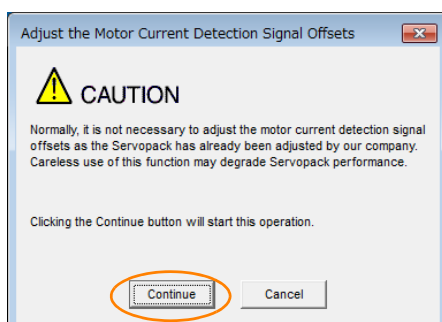 Adjust the Motor Current Detection Signal Offsets
CAUTION
Normally, it is not necessary to adjust the motor current detection signal
offsets as the Servopack has already been adjusted by our company.
Careless use of this function may degrade Servopack performance.
Clicking the Continue button will start this operation.
Continue Cancel